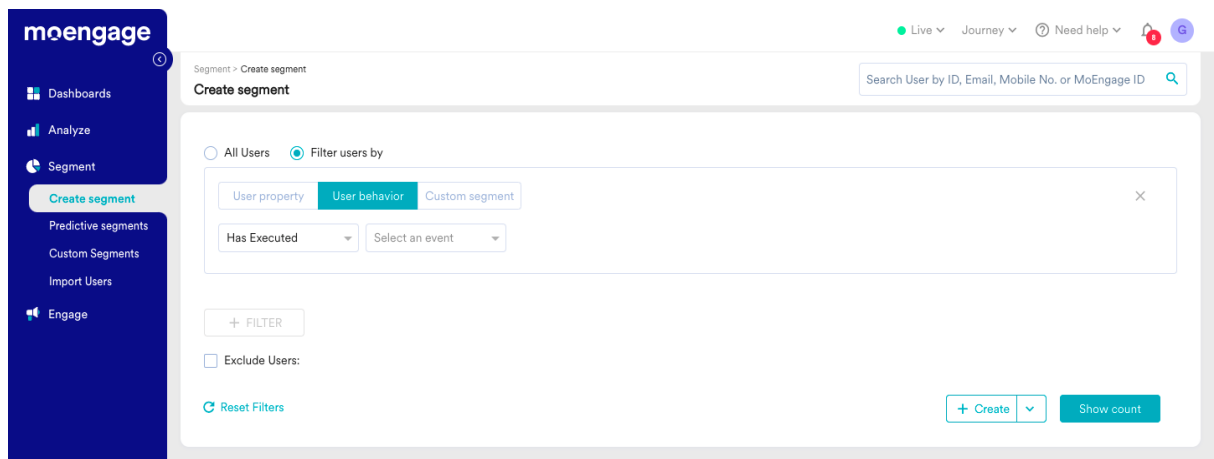 moengage
Live Journey Need help 8 G
Segment > Create segment
Create segment
Search User by ID, Email, Mobile No. or MoEngage ID
Dashboards
Analyze
Segment
Create segment
Predictive segments
Custom Segments
Import Users
Engage
All Users Filter users by
User property User behavior Custom segment
Has Executed Select an event
+ FILTER
Exclude Users:
Reset Filters
+ Create Show count